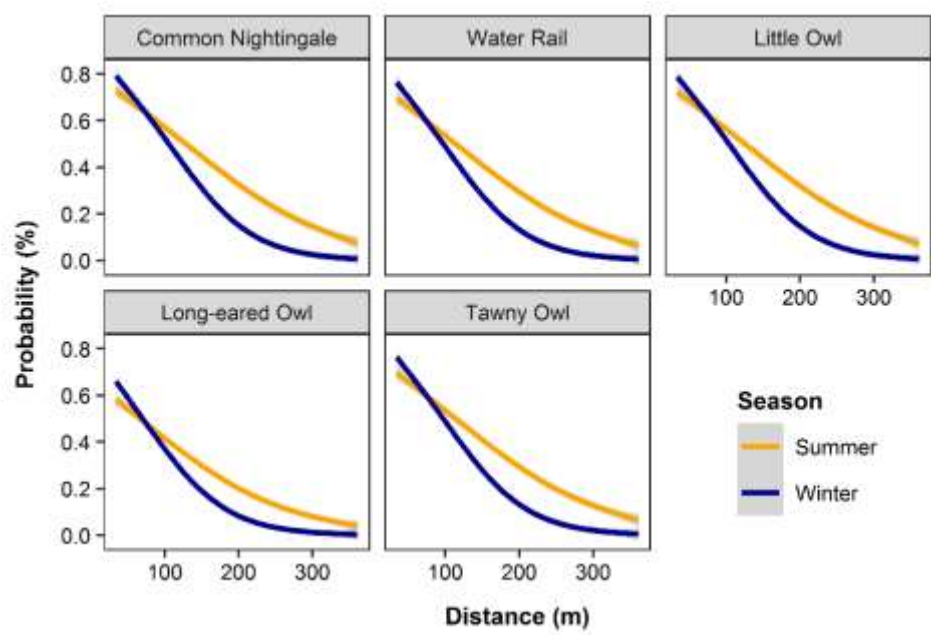 Common Nightingale
Water Rail
Little Owl
0.8
0.6
0.4
0.2
0.0
100 200 300
Long-eared Owl
Tawny Owl
0.8
0.6
0.4
0.2
0.0
100 200 300
100 200 300
Probability (%)
Distance (m)
Season
Summer
Winter